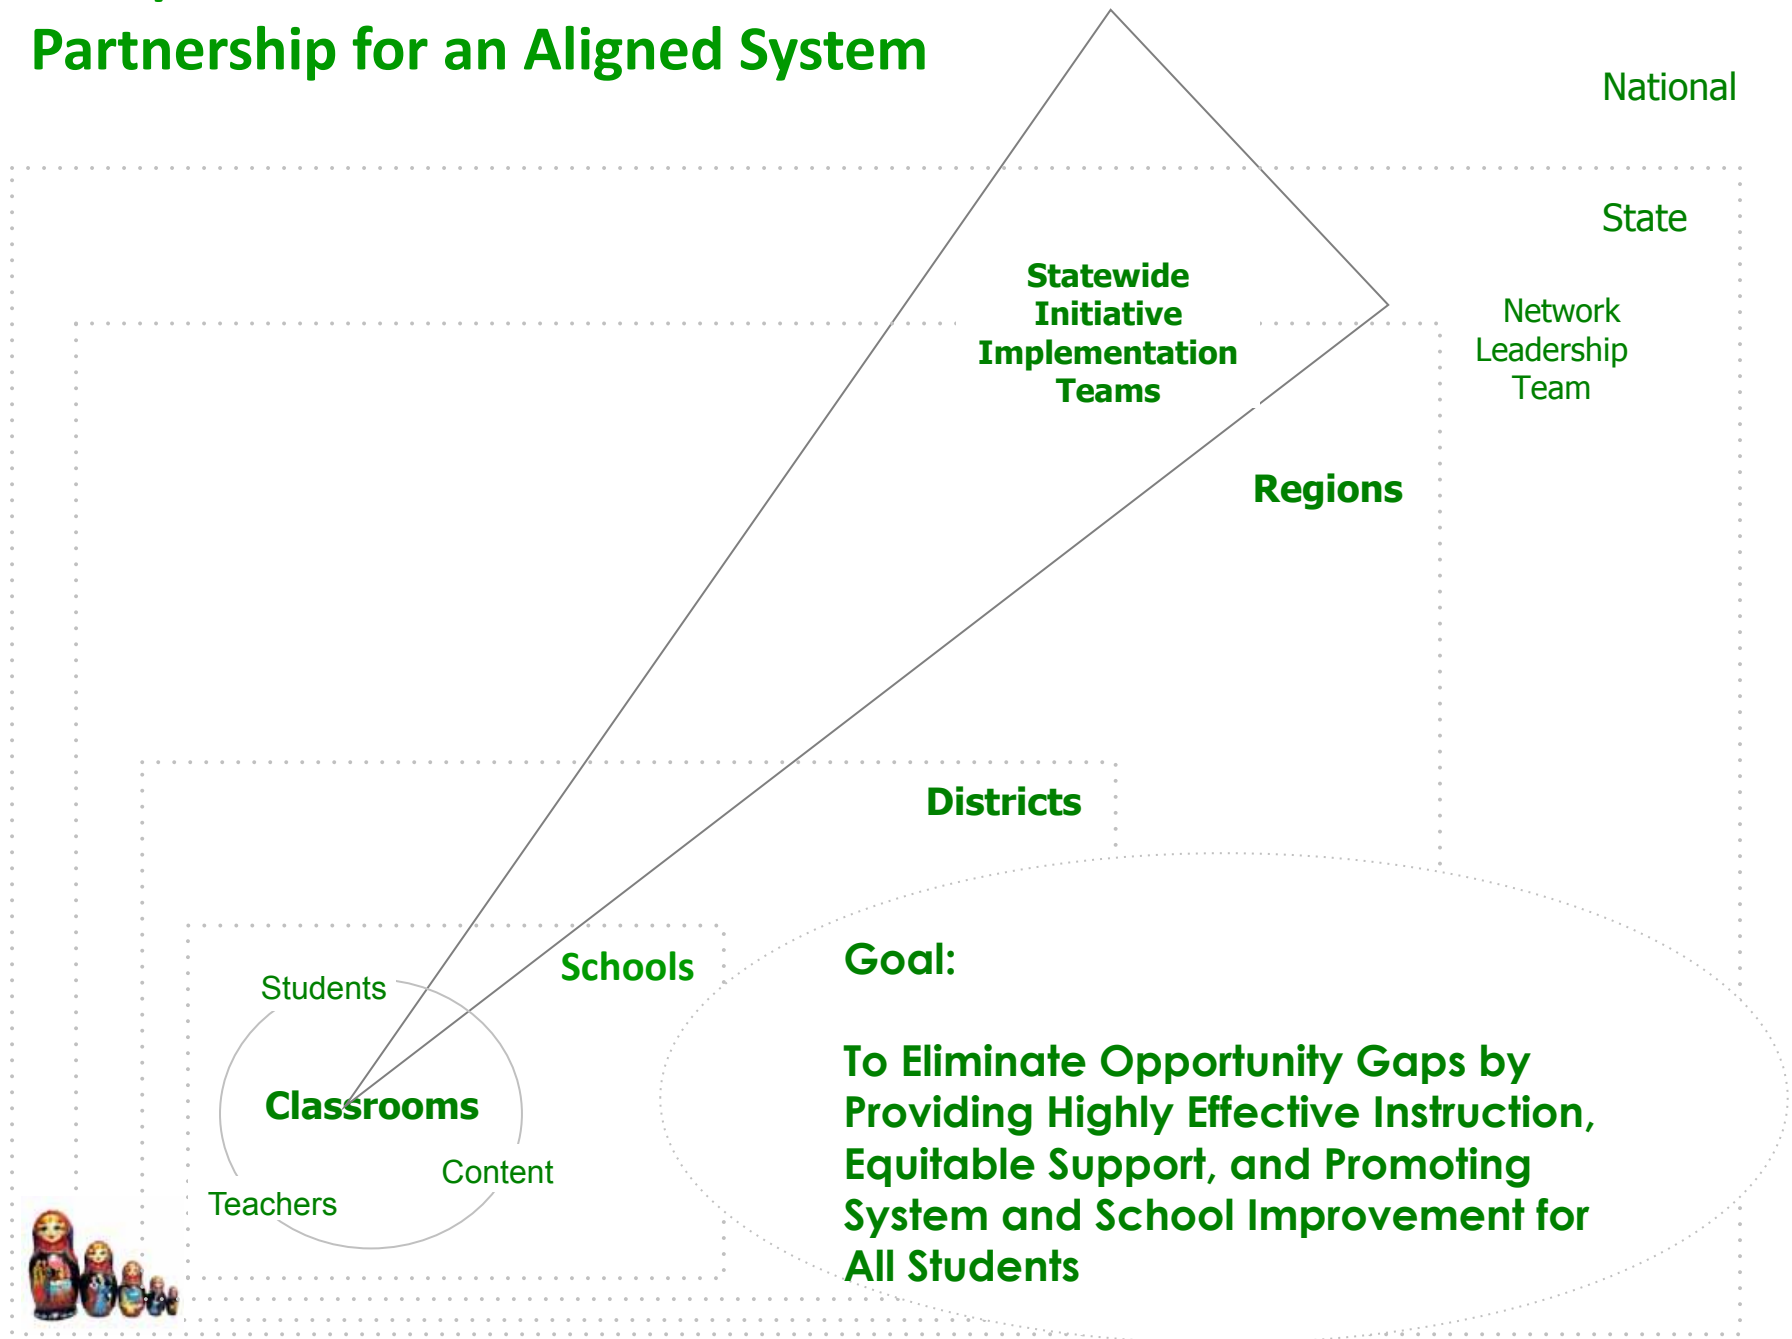 Partnership for an Aligned System
National
State
Statewide
Initiative
Implementation
Teams
Network
Leadership
Team
Regions
Districts
Schools
Students
Classrooms
Content
Teachers
Goal:
To Eliminate Opportunity Gaps by
Providing Highly Effective Instruction,
Equitable Support, and Promoting
System and School Improvement for
All Students